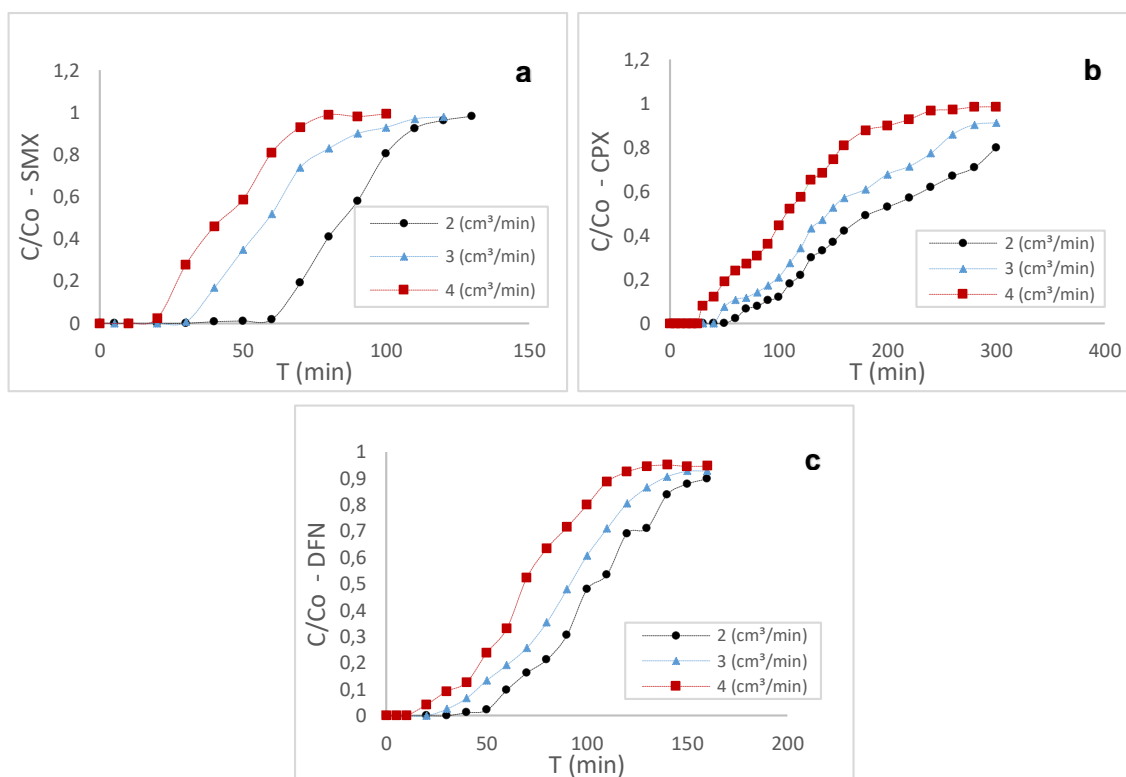 a
1,2
1
0,8
0,6
0,4
0,2
0
C/Co - SMX
2 (cm³/min)
3 (cm³/min)
4 (cm³/min)
0 50 100 150
T (min)
b
1,2
1
0,8
0,6
0,4
0,2
0
C/Co - CPX
2 (cm³/min)
3 (cm³/min)
4 (cm³/min)
0 100 200 300 400
T (min)
c
1
0,9
0,8
0,7
0,6
0,5
0,4
0,3
0,2
0,1
0
C/Co - DFN
2 (cm³/min)
3 (cm³/min)
4 (cm³/min)
0 50 100 150 200
T (min)